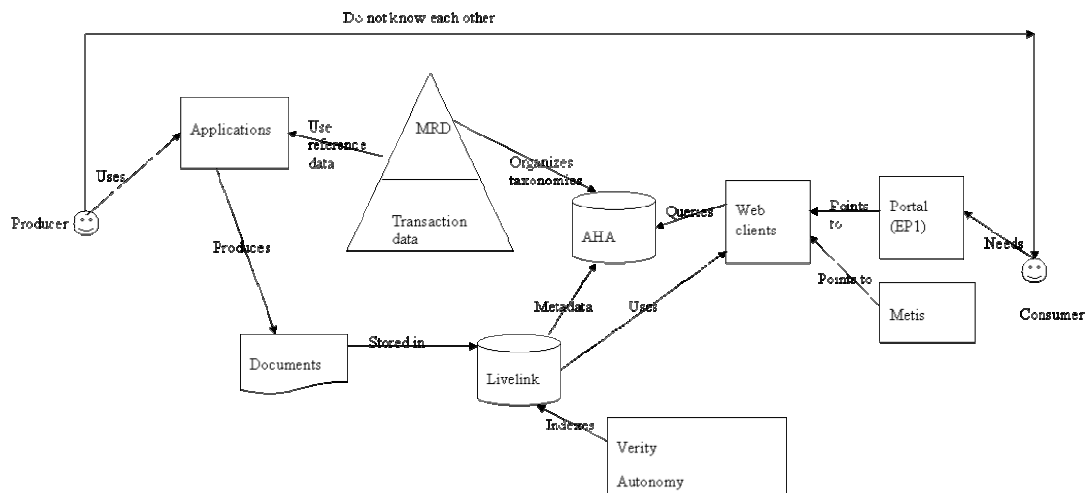 Do not know each other
Applications
MRD
Use
reference
data
Organizes
taxonomies
Uses
Producer
Transaction
data
AHA
Queries
Web
clients
Points
to
Portal
(EP1)
Needs
Produces
Metadata
Uses
Points to
Metis
Consumer
Documents
Stored in
Livelink
Indexes
Verity
Autonomy